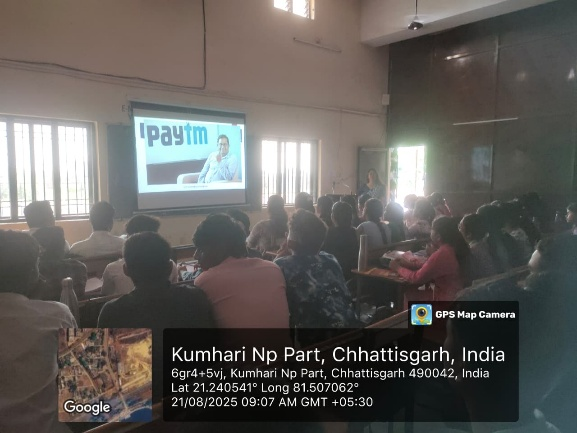 paytm
GPS Map Camera
Kumhari Np Part, Chhattisgarh, India
6gr4+5vj, Kumhari Np Part, Chhattisgarh 490042, India
Lat 21.240541° Long 81.507062°
21/08/2025 09:07 AM GMT +05:30
Google